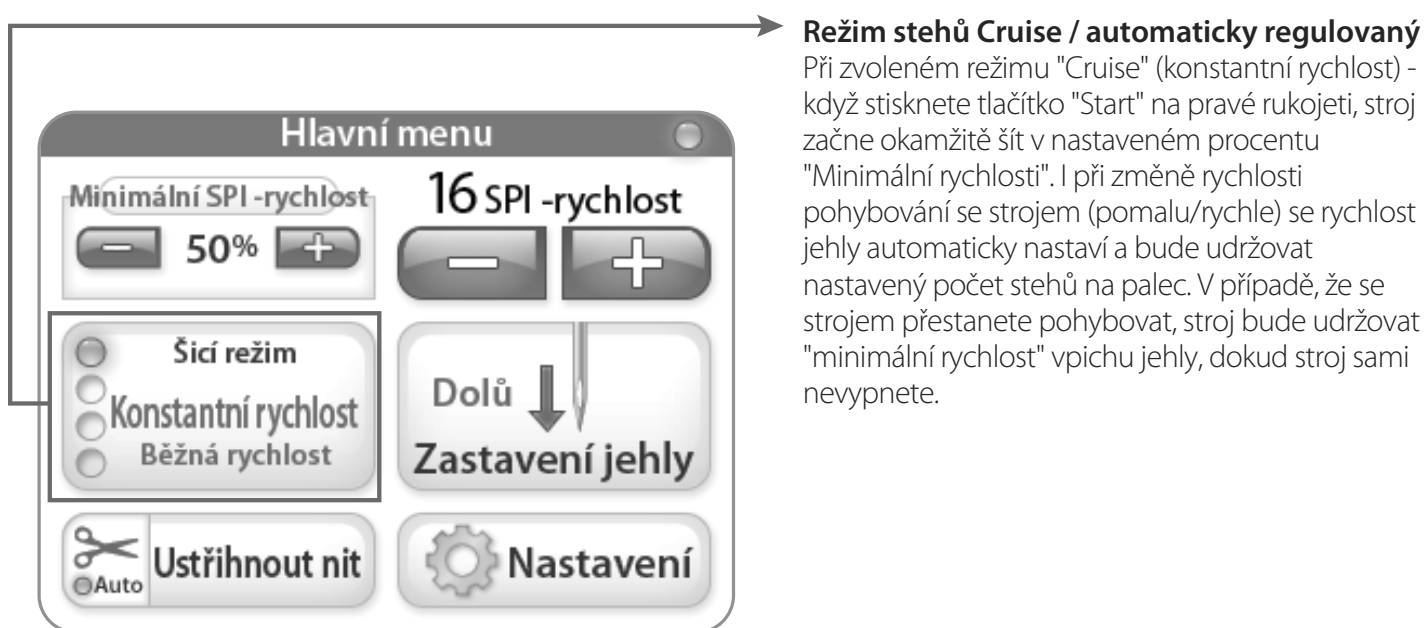 Režim stehů Cruise / automaticky regulovaný
Při zvoleném režimu "Cruise" (konstantní rychlost) -
když stisknete tlačítko "Start" na pravé rukojeti, stroj
začne okamžitě šít v nastaveném procentu
"Minimální rychlosti". I při změně rychlosti
pohybování se strojem (pomalu/rychle) se rychlost
jehly automaticky nastaví a bude udržovat
nastavený počet stehů na palec. V případě, že se
strojem přestanete pohybovat, stroj bude udržovat
"minimální rychlost" vpichu jehly, dokud stroj sami
nevypnete.
Hlavní menu
Minimální SPI -rychlost
50%
16 SPI -rychlost
Šicí režim
Konstantní rychlost
Běžná rychlost
Dolů
Zastavení jehly
Auto
Ustřihnout nit
Nastavení